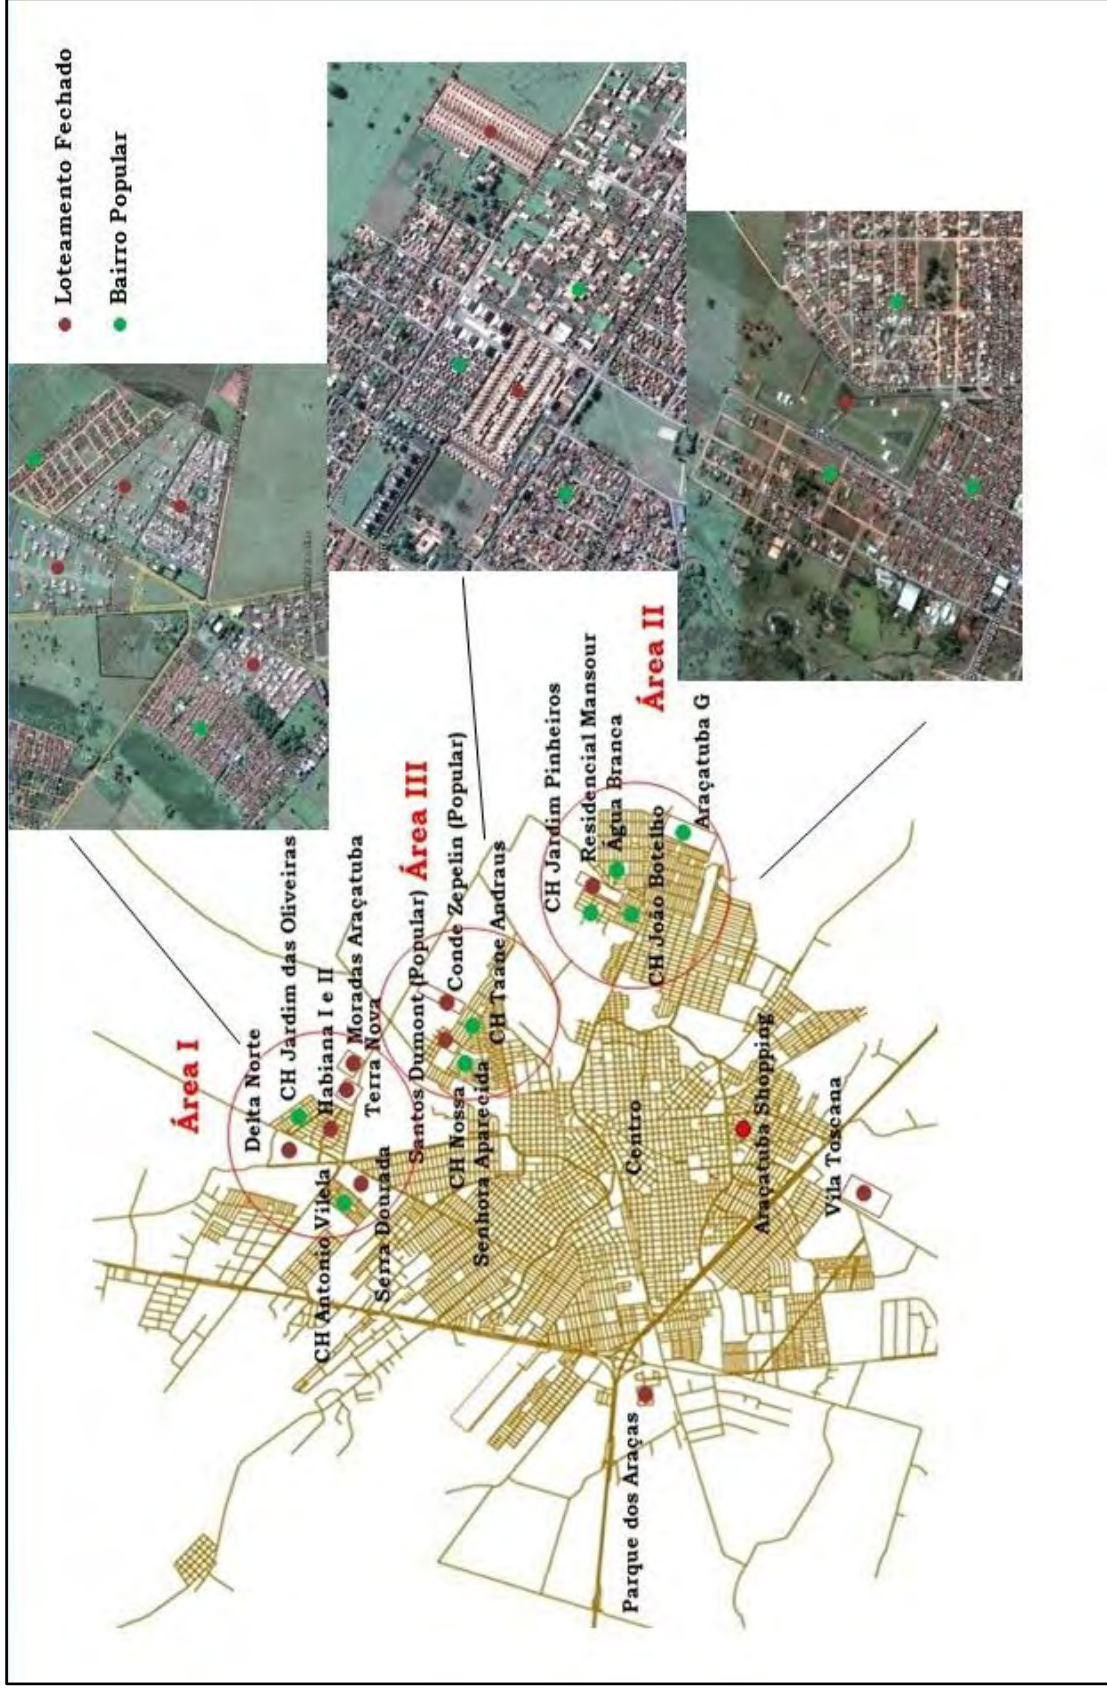 Loteamento Fechado
Bairro Popular
Área I
Delta Norte
CH Jardim das Oliveiras
Habiana I e II
Moradas Araçatuba
Terra Nova
CH Antonio Vilela
Serra Dourada
Área III
Santos Dumont (Popular)
Conde Zepelin (Popular)
CH Nossa
Senhora Aparecida
CH Taane Andraus
Área II
CH Jardim Pinheiros
Residencial Mansour
Água Branca
CH João Botelho
Araçatuba G
Centro
Araçatuba Shopping
Vila Toscana
Parque dos Araças